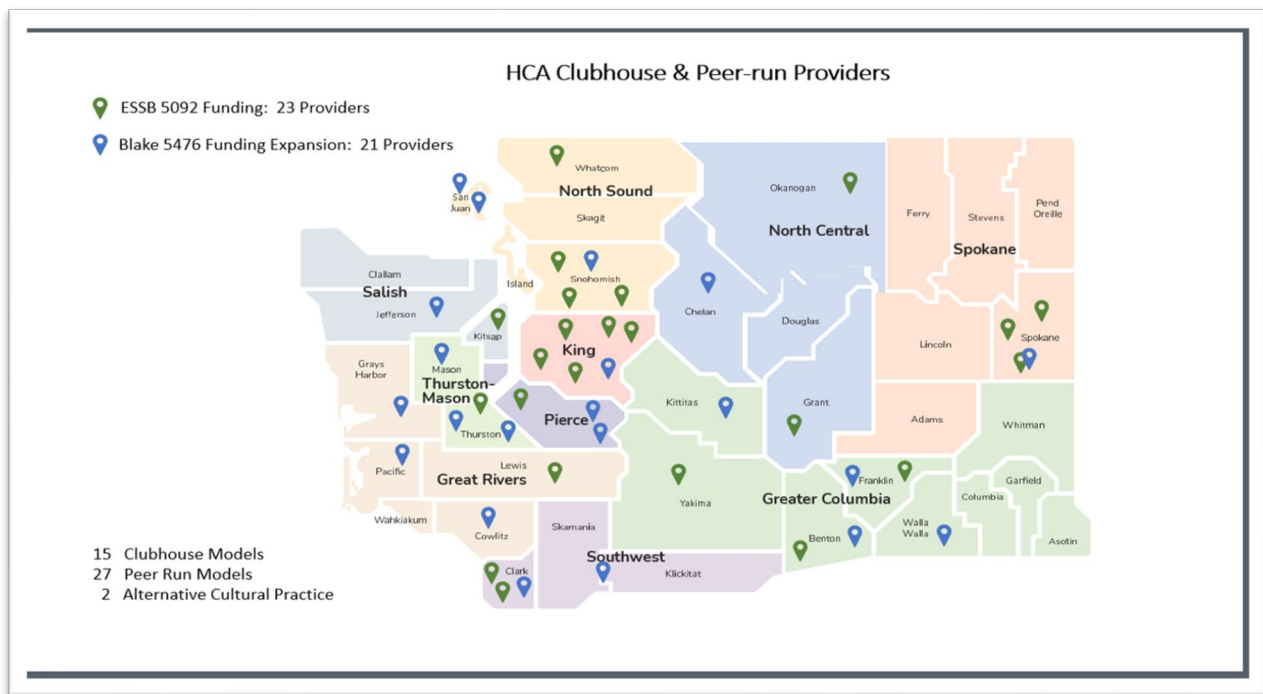 HCA Clubhouse & Peer-run Providers
ESSB 5092 Funding:  23 Providers
Blake 5476 Funding Expansion:  21 Providers
Whatcom
North Sound
San
Juan
Skagit
Okanogan
North Central
Ferry
Stevens
Pend
Oreille
Spokane
Clallam
Salish
Jefferson
Island
Snohomish
Kitsap
Chelan
Douglas
Lincoln
Spokane
Grays
Harbor
Mason
Thurston-
Mason
King
Kittitas
Grant
Adams
Whitman
Pierce
Thurston
Pacific
Lewis
Great Rivers
Yakima
Greater Columbia
Franklin
Columbia
Garfield
Wahkiakum
Cowlitz
Skamania
Benton
Walla
Walla
Asotin
Southwest
Clark
Klickitat
15 Clubhouse Models
27 Peer Run Models
2 Alternative Cultural Practice